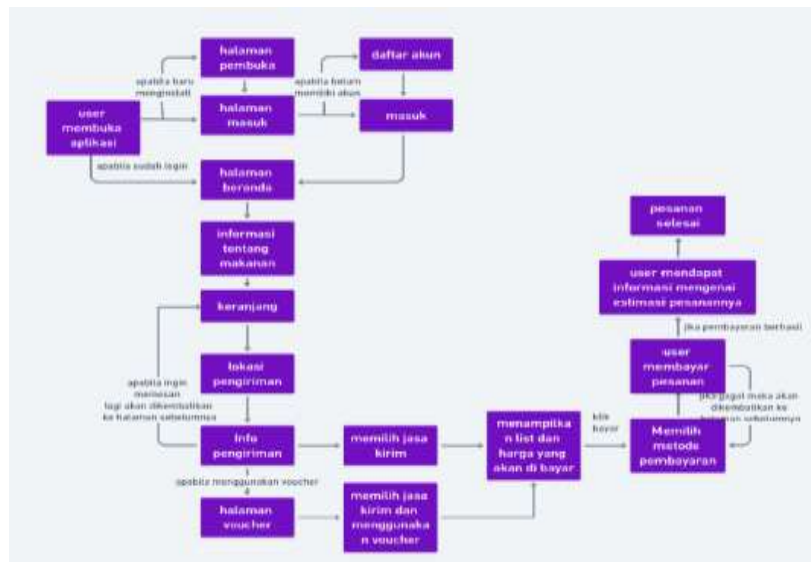 halaman
pembuka
daftar akun
apabila baru
menginstall
apabila belum
memiliki akun
user
membuka
aplikasi
halaman
masuk
masuk
apabila sudah login
halaman
beranda
pesanan
selesai
informasi
tentang
makanan
user mendapat
informasi mengenai
estimasi pesanannya
keranjang
jika pembayaran berhasil
lokasi
pengiriman
user
membayar
pesanan
apabila ingin
memesan
lagi akan dikembalikan
ke halaman sebelumnya
jika gagal maka akan
dikembalikan ke
halaman sebelumnya
Info
pengiriman
memilih jasa
kirim
menampilka
n list dan
harga yang
akan di bayar
klik
bayar
Memilih
metode
pembayaran
apabila menggunakan voucher
halaman
voucher
memilih jasa
kirim dan
menggunaka
n voucher